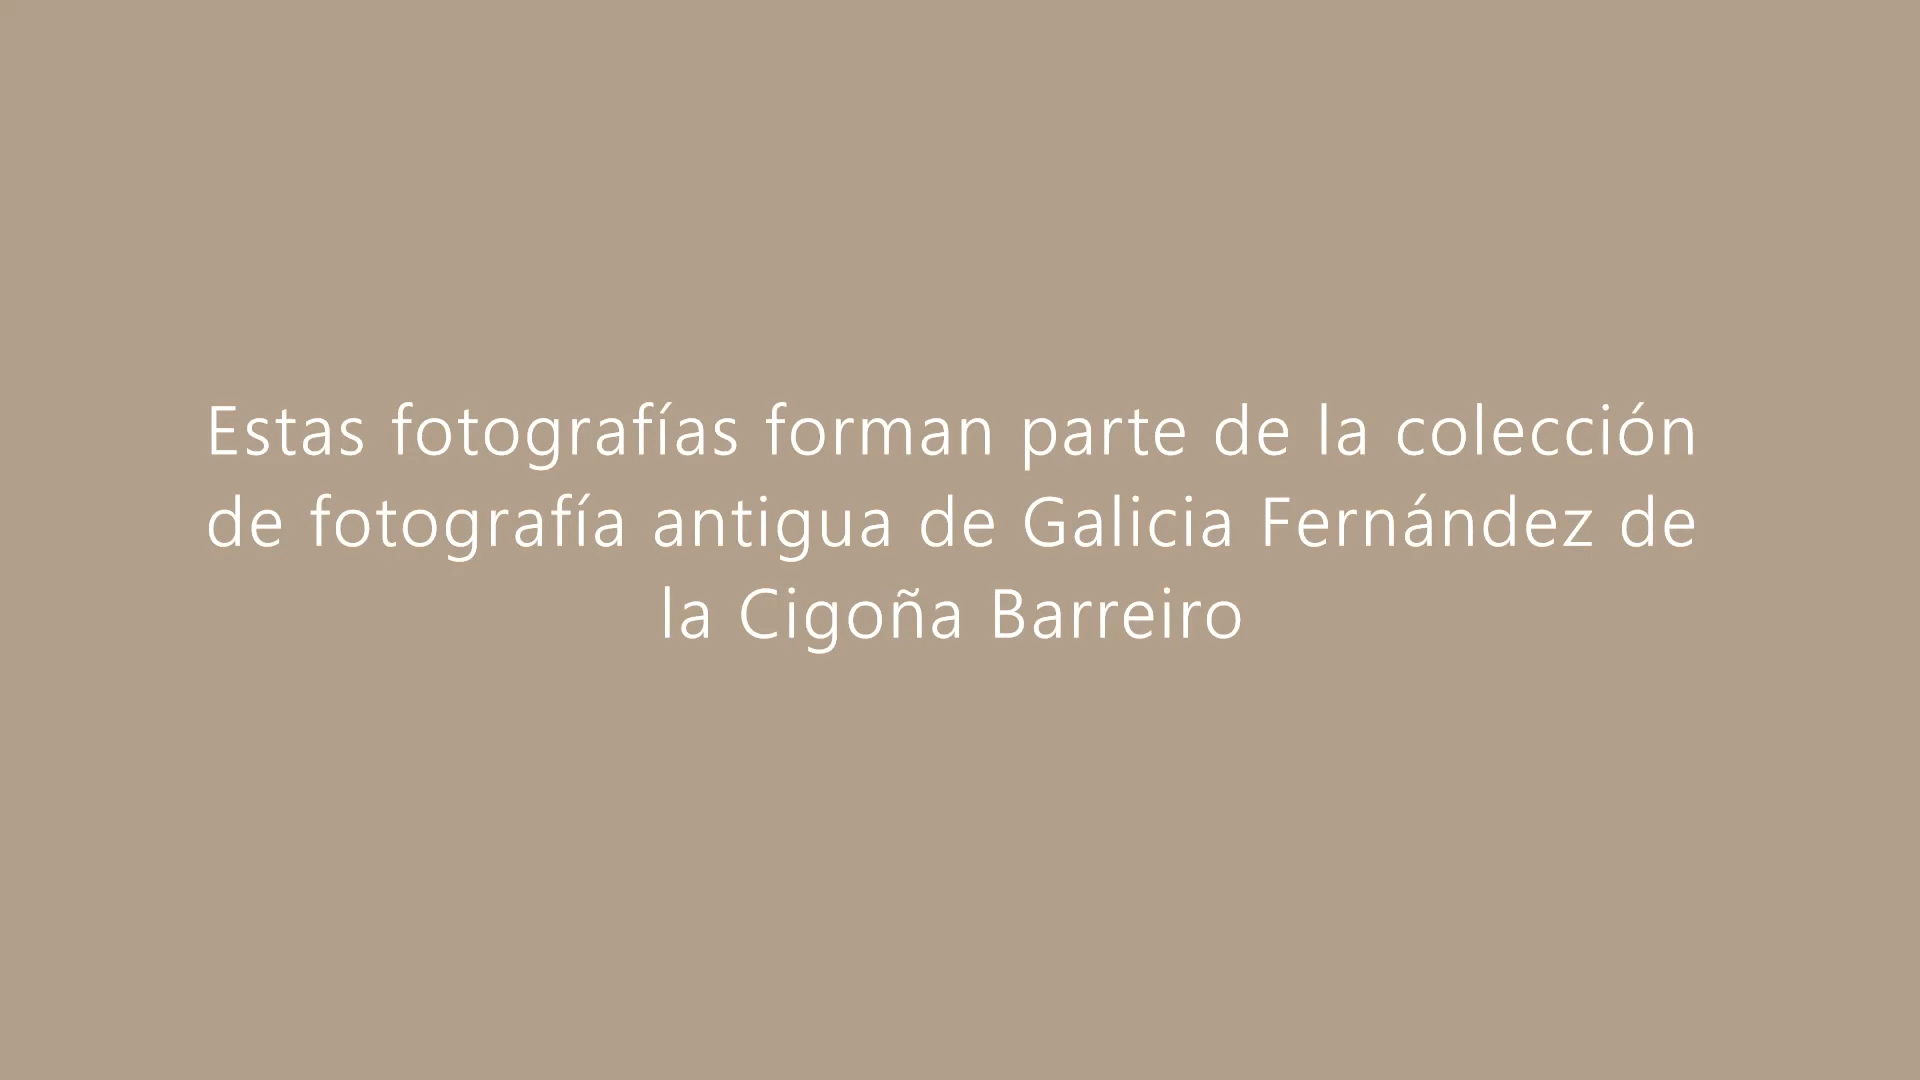 Estas fotografías forman parte de la colección
de fotografía antigua de Galicia Fernández de
la Cigoña Barreiro